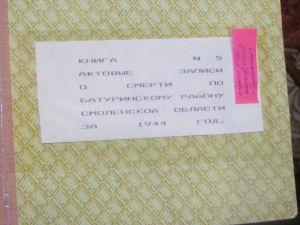 КНИГА N 5
АКТОВЫЕ ЗАПИСИ
О СМЕРТИ ПО
БАТУРИНСКОМУ РАЙОНУ
СМОЛЕНСКОЙ ОБЛАСТИ
ЗА 1944 ГОД.